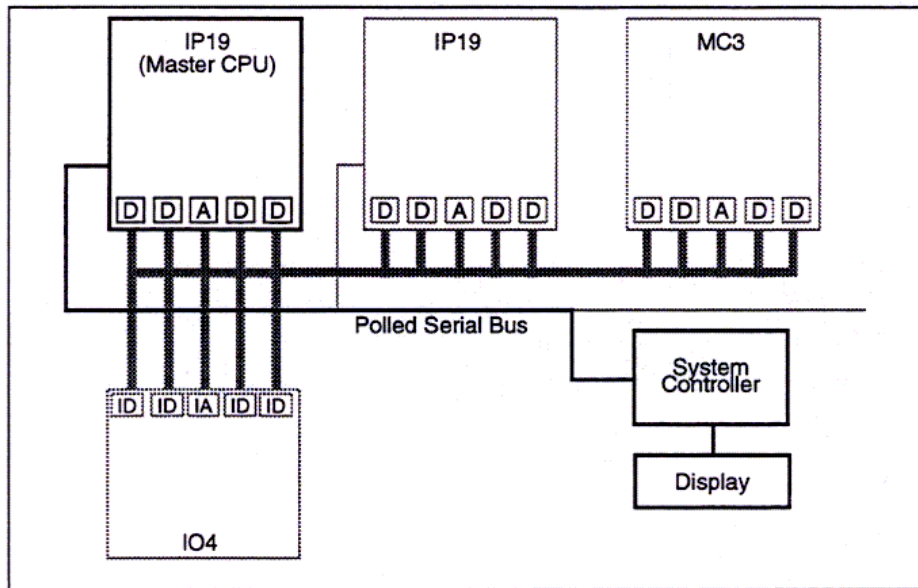 IP19
(Master CPU)
IP19
MC3
D D A D D
D D A D D
D D A D D
Polled Serial Bus
System
Controller
ID ID IA ID ID
Display
IO4